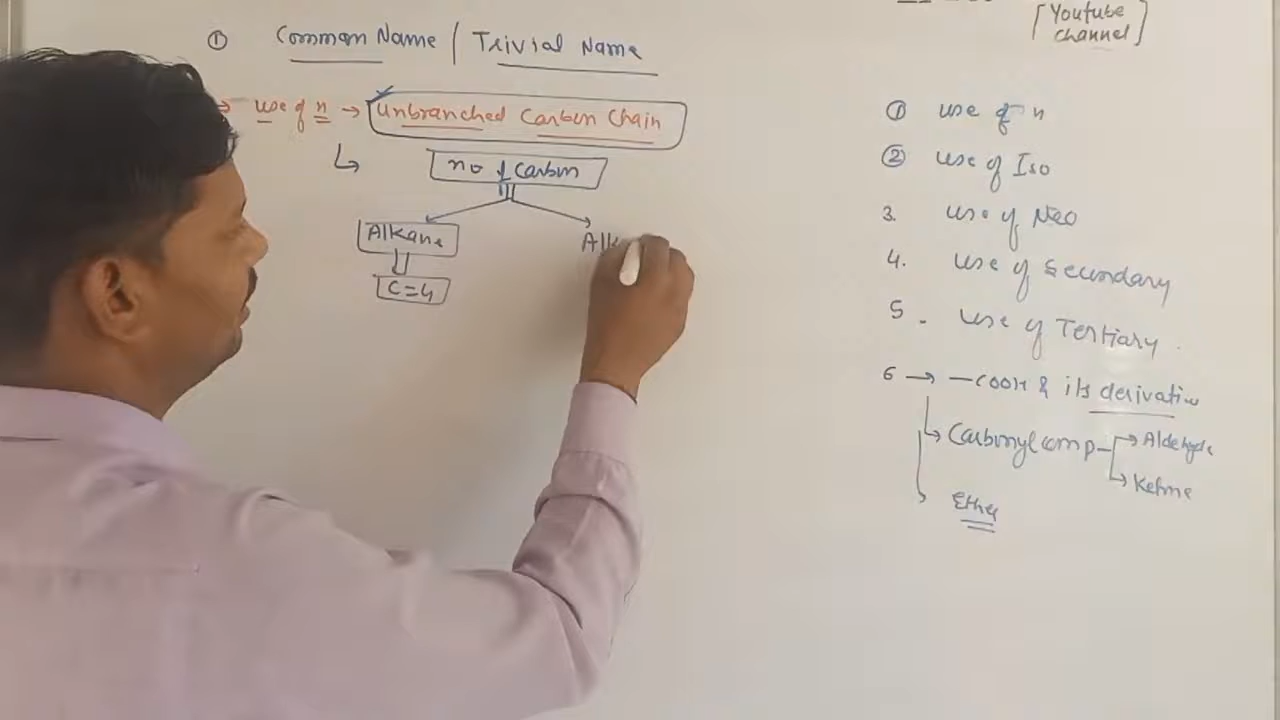 ① Common Name / Trivial Name
→ use of n → Unbranched Carbon Chain
↳ no of Carbon
Alkane
C=4
Alk
[Youtube channel]
① use of n
② use of Iso
3. use of Neo
4. use of Secondary
5. use of Tertiary.
6 → —COOH & its derivative
↳ Carbonyl comp → Aldehyde
→ Ketone
Ether